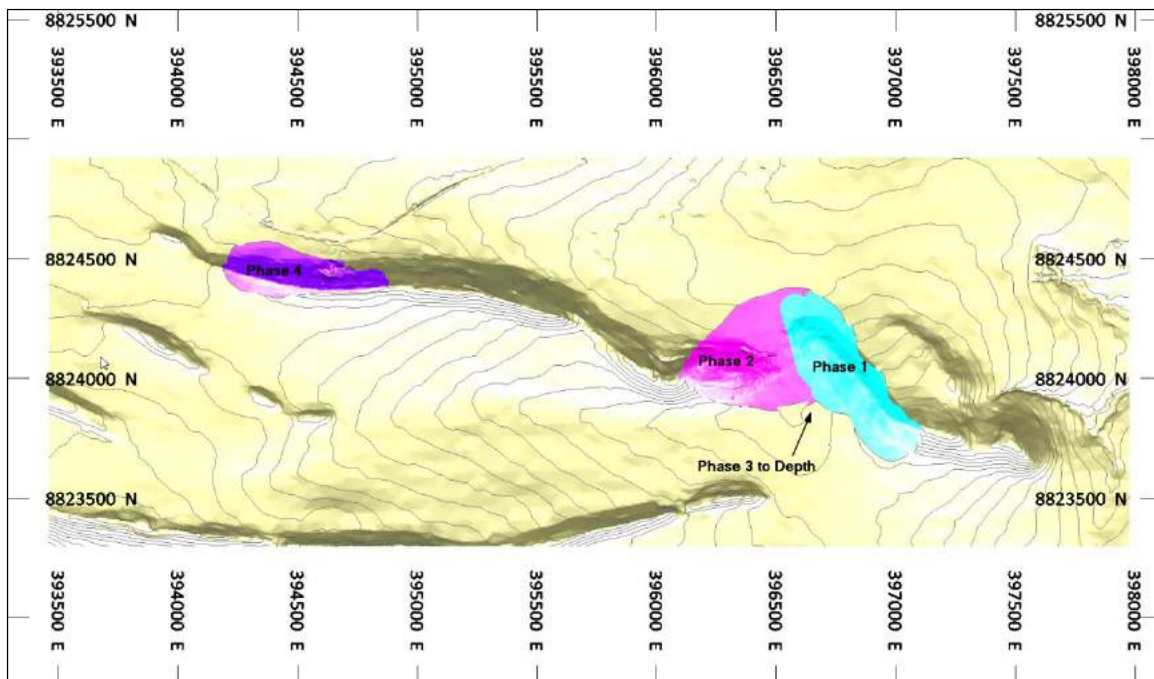 8825500 N
8825500 N
393500 E
394000 E
394500 E
395000 E
395500 E
396000 E
396500 E
397000 E
397500 E
398000 E
8824500 N
Phase 4
8824500 N
8824000 N
Phase 2
Phase 1
8824000 N
Phase 3 to Depth
8823500 N
8823500 N
393500 E
394000 E
394500 E
395000 E
395500 E
396000 E
396500 E
397000 E
397500 E
398000 E